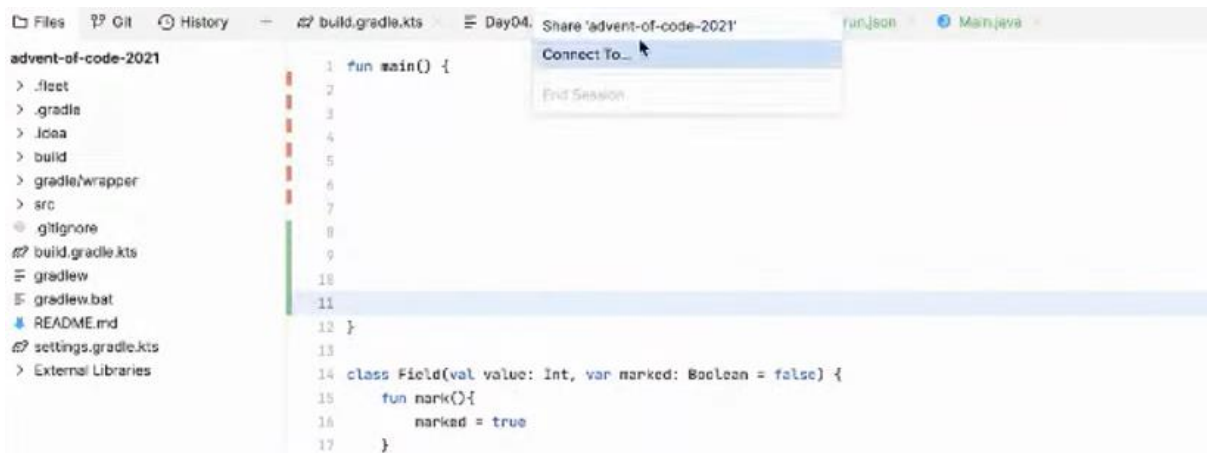 Files Git History
build.gradle.kts
Day04.
Share 'advent-of-code-2021'
run.json
Main.java
Connect To...
End Session
advent-of-code-2021
.fleet
.gradle
.idea
build
gradle/wrapper
src
.gitignore
build.gradle.kts
gradlew
gradlew.bat
README.md
settings.gradle.kts
External Libraries
1 fun main() {
2
3
4
5
6
7
8
9
10
11
12 }
13
14 class Field(val value: Int, var marked: Boolean = false) {
15 fun mark(){
16 marked = true
17 }